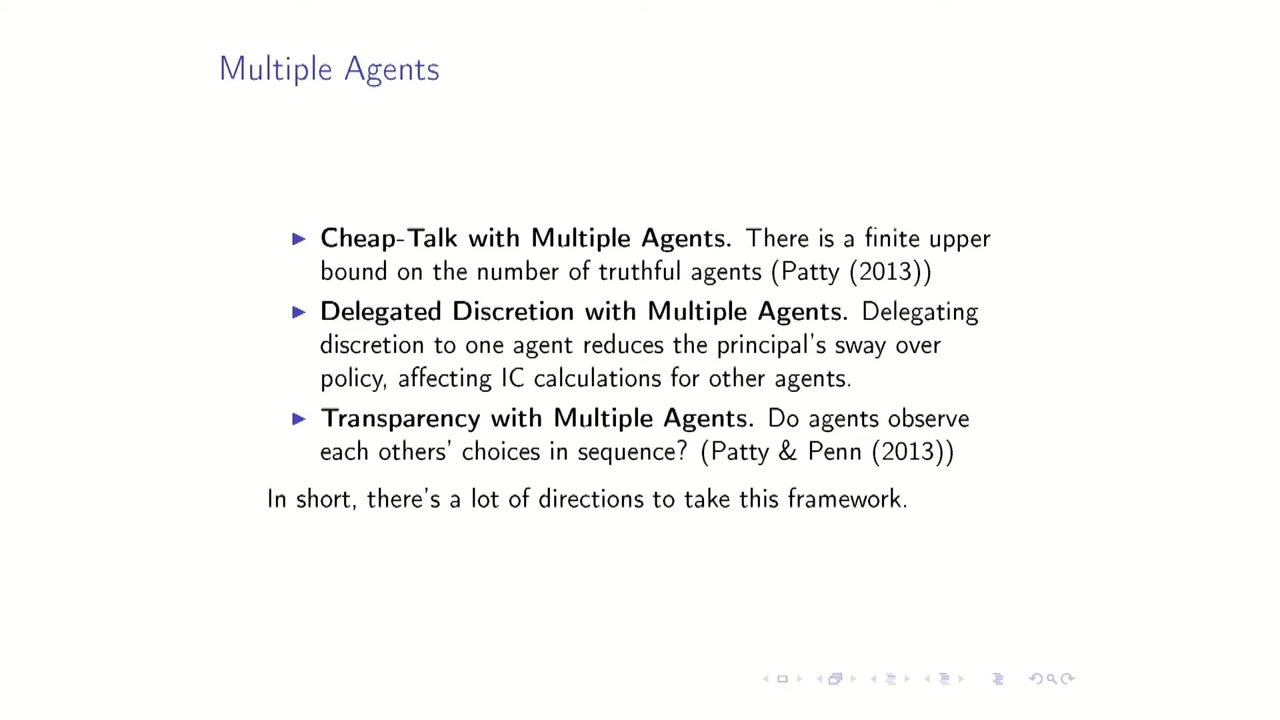 Multiple Agents
Cheap-Talk with Multiple Agents. There is a finite upper
bound on the number of truthful agents (Patty (2013))
Delegated Discretion with Multiple Agents. Delegating
discretion to one agent reduces the principal's sway over
policy, affecting IC calculations for other agents.
Transparency with Multiple Agents. Do agents observe
each others' choices in sequence? (Patty & Penn (2013))
In short, there's a lot of directions to take this framework.